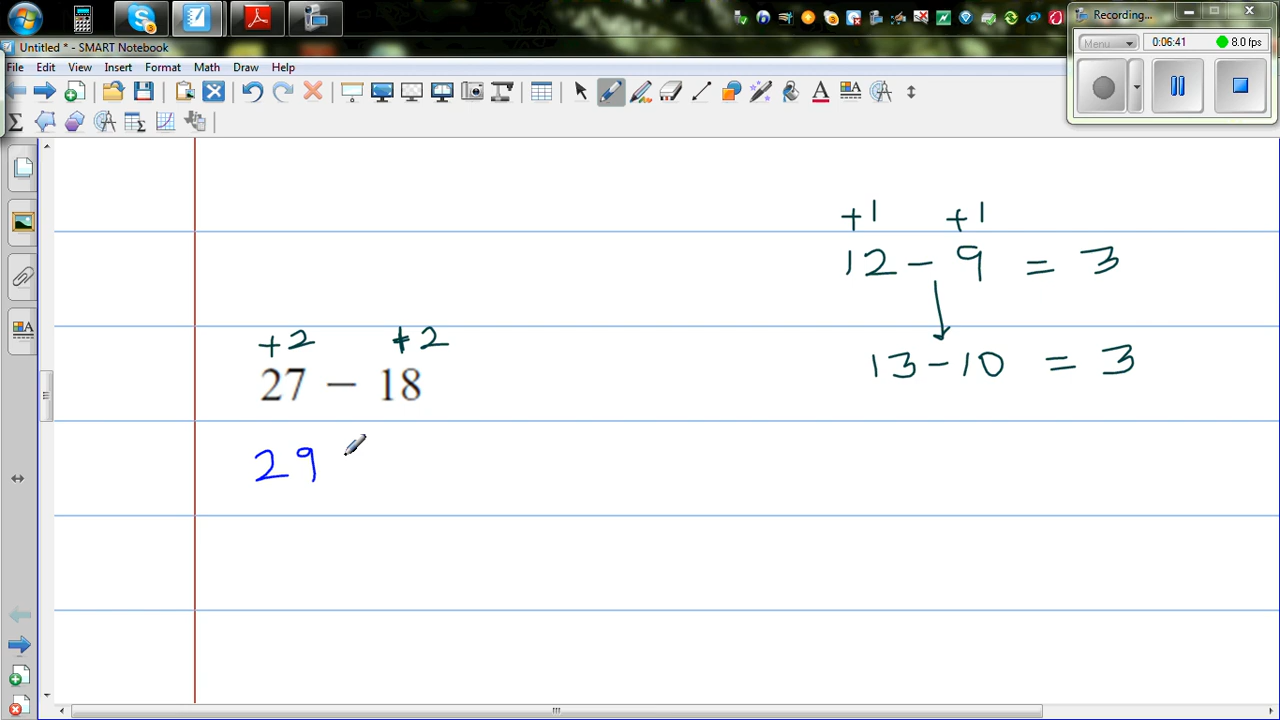 Recording...
Menu
0:06:41
8.0 fps
Untitled * - SMART Notebook
File Edit View Insert Format Math Draw Help
+1 +1
12 - 9 = 3
13 - 10 = 3
+2 +2
27 − 18
29